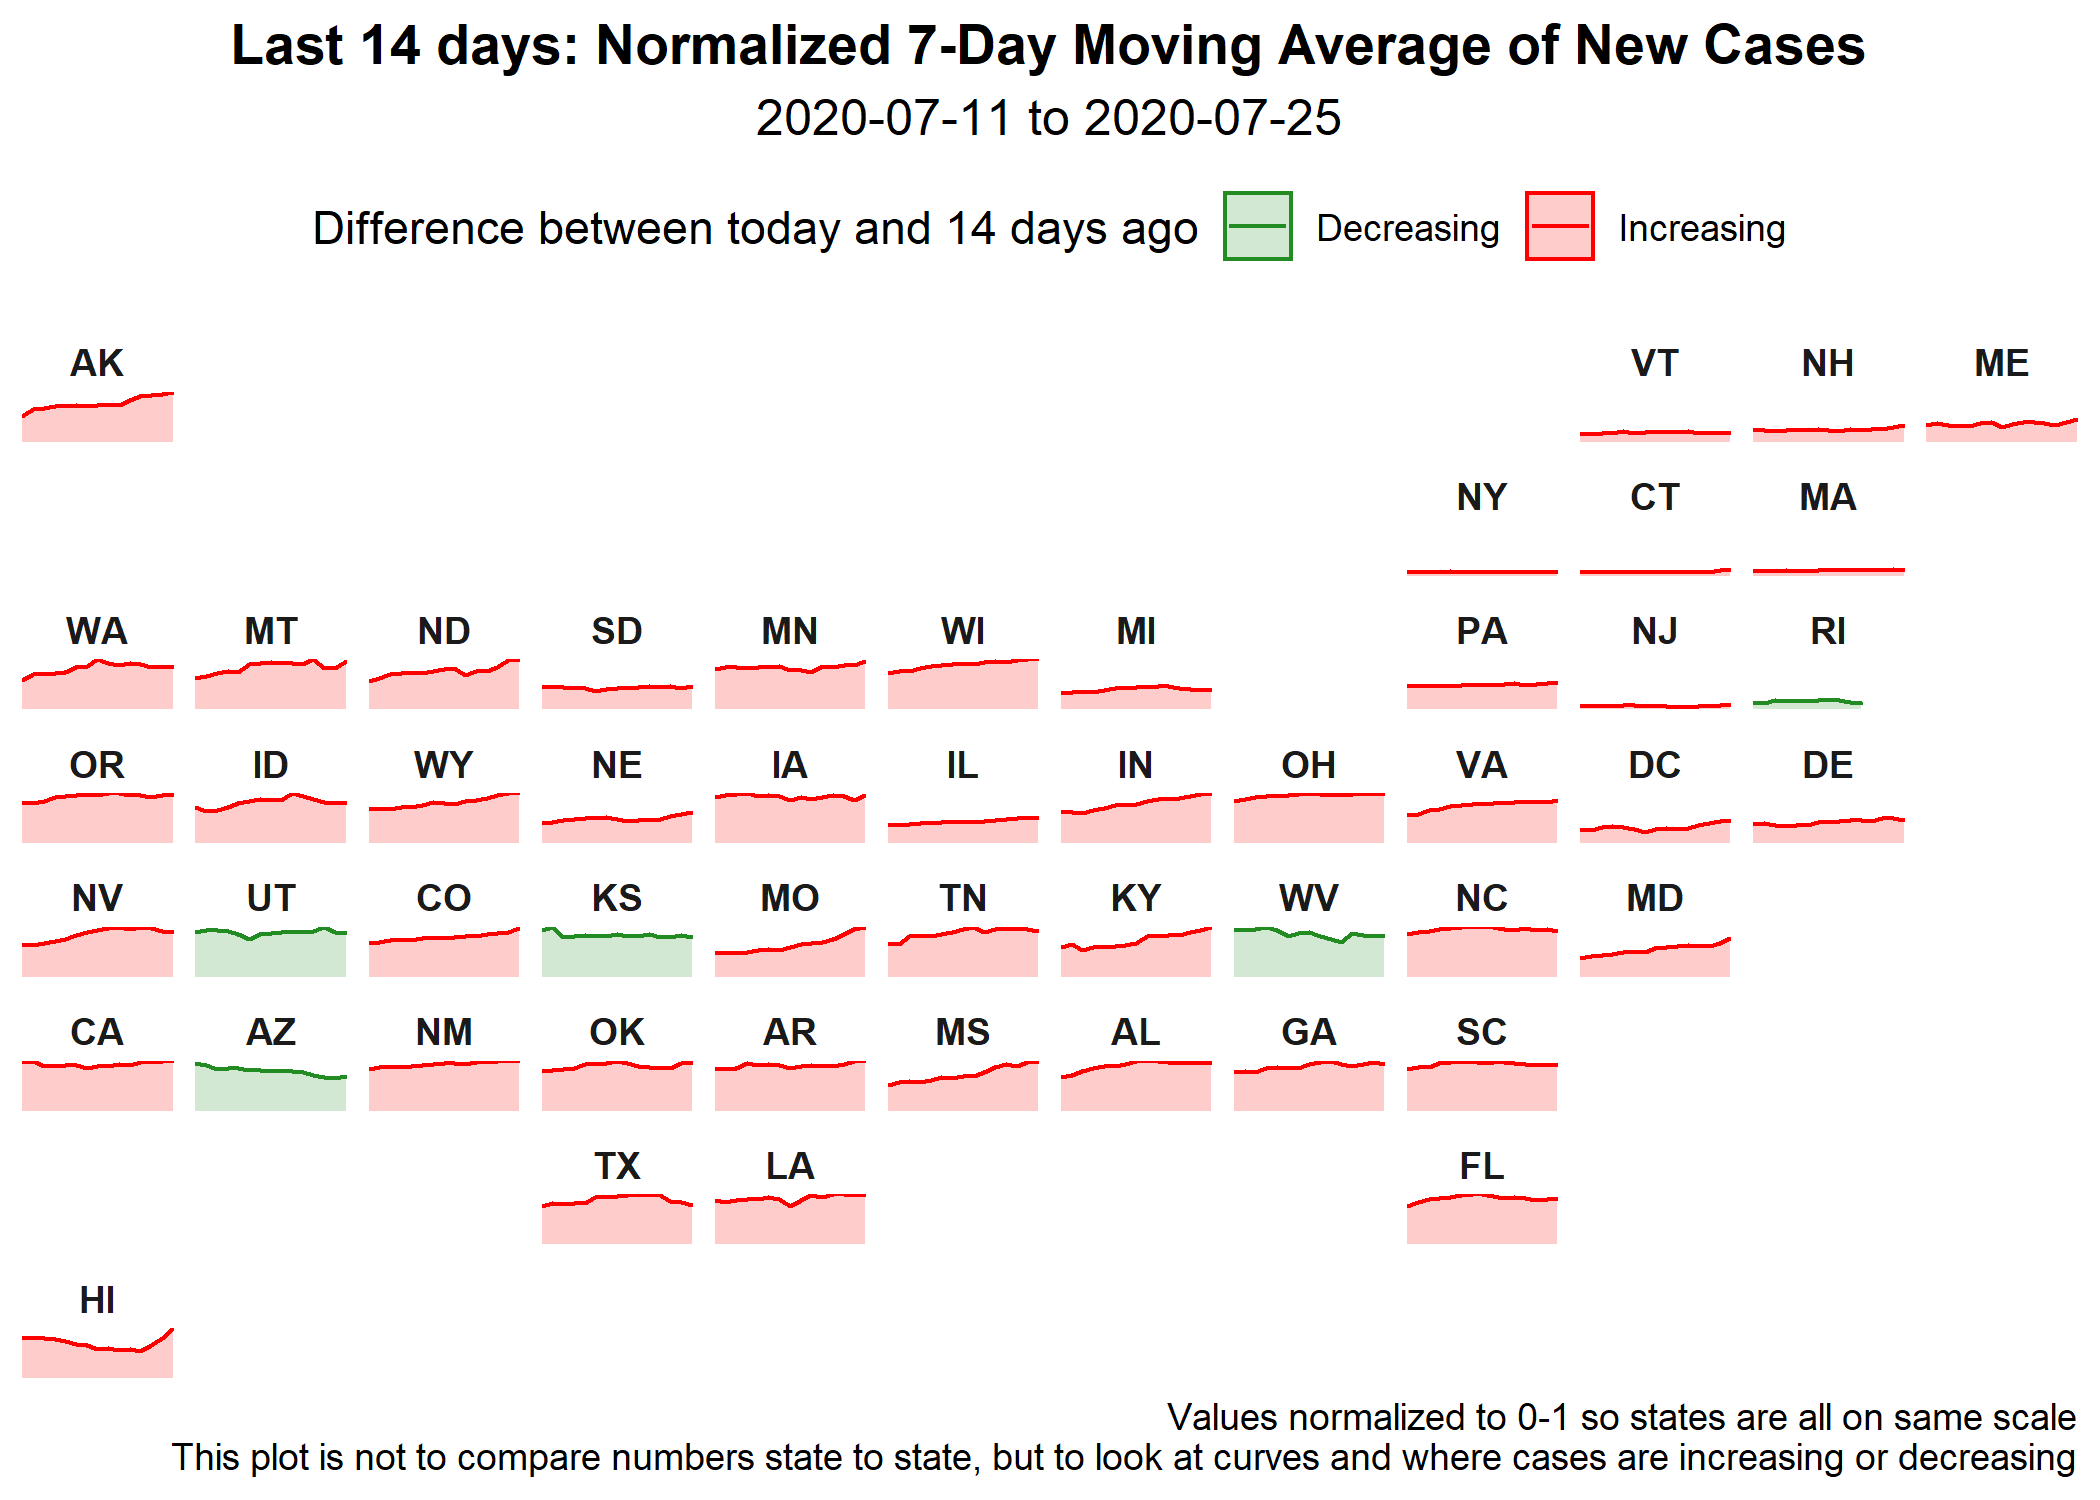 Last 14 days: Normalized 7-Day Moving Average of New Cases
2020-07-11 to 2020-07-25
Difference between today and 14 days ago Decreasing Increasing
AK VT NH ME
NY CT MA
WA MT ND SD MN WI MI PA NJ RI
OR ID WY NE IA IL IN OH VA DC DE
NV UT CO KS MO TN KY WV NC MD
CA AZ NM OK AR MS AL GA SC
TX LA FL
HI
Values normalized to 0-1 so states are all on same scale
This plot is not to compare numbers state to state, but to look at curves and where cases are increasing or decreasing